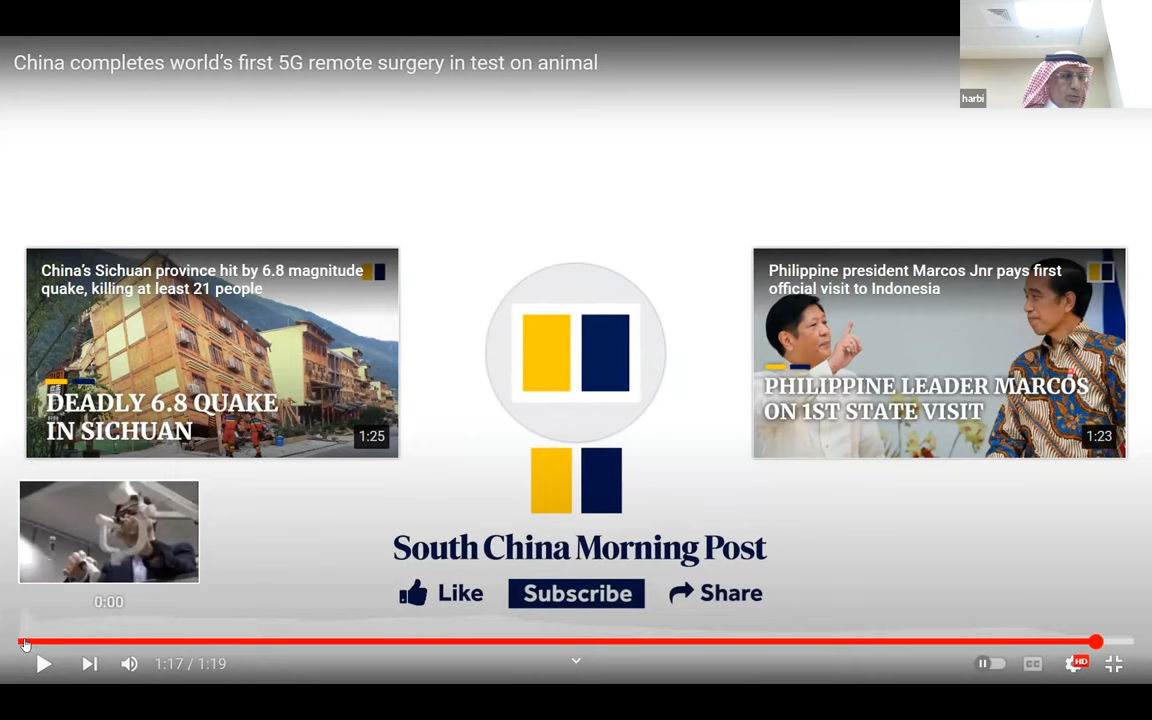 China completes world’s first 5G remote surgery in test on animal
harbi
China’s Sichuan province hit by 6.8 magnitude
quake, killing at least 21 people
DEADLY 6.8 QUAKE
IN SICHUAN
1:25
Philippine president Marcos Jnr pays first
official visit to Indonesia
PHILIPPINE LEADER MARCOS
ON 1ST STATE VISIT
1:23
South China Morning Post
Like
Subscribe
Share
0:00
1:17 / 1:19
CC
HD